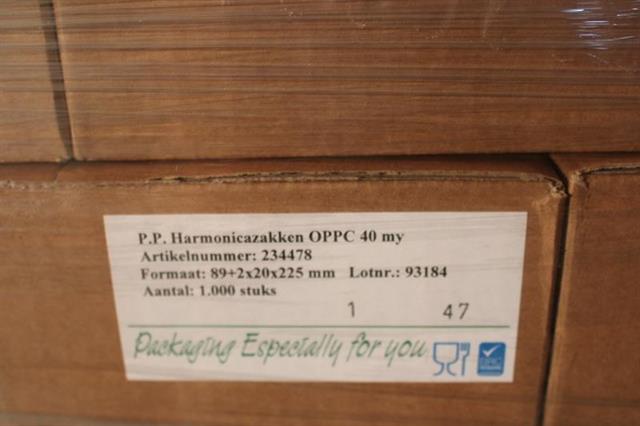 P.P. Harmonicazakken OPPC 40 my
Artikelnummer: 234478
Formaat: 89+2x20x225 mm Lotnr.: 93184
Aantal: 1.000 stuks
1 47
Packaging Especially for you